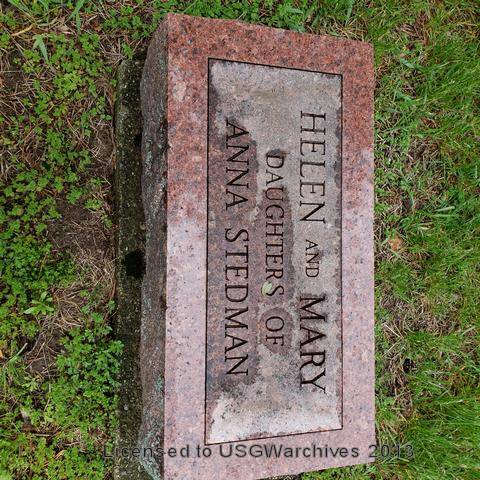 HELEN AND MARY
DAUGHTERS OF
ANNA STEDMAN
Licensed to USGWarchives 2013